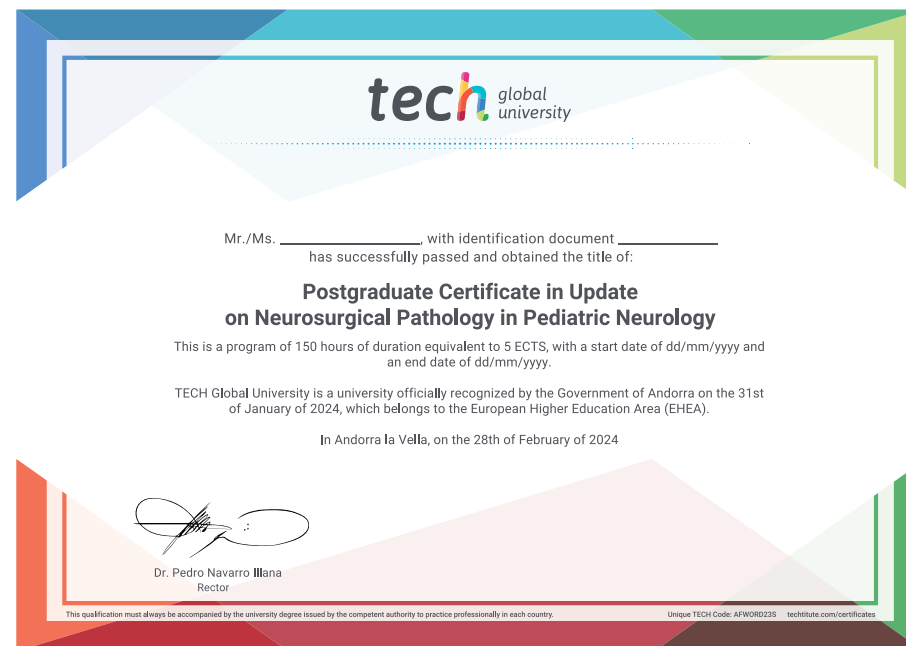 tech global university
Mr./Ms. ____________, with identification document ____________
has successfully passed and obtained the title of:
Postgraduate Certificate in Update
on Neurosurgical Pathology in Pediatric Neurology
This is a program of 150 hours of duration equivalent to 5 ECTS, with a start date of dd/mm/yyyy and
an end date of dd/mm/yyyy.
TECH Global University is a university officially recognized by the Government of Andorra on the 31st
of January of 2024, which belongs to the European Higher Education Area (EHEA).
In Andorra la Vella, on the 28th of February of 2024
Dr. Pedro Navarro Illana
Rector
This qualification must always be accompanied by the university degree issued by the competent authority to practice professionally in each country.
Unique TECH Code: AFWORD23S techtitute.com/certificates